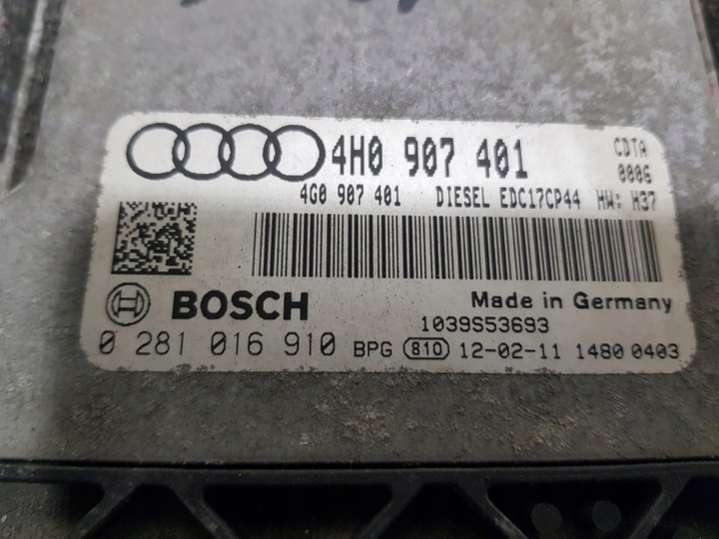 4H0 907 401 CDTA
0006
4G0 907 401 DIESEL EDC17CP44 HW: H37
BOSCH Made in Germany
1039S53693
0 281 016 910 BPG 810 12-02-11 1480 0403